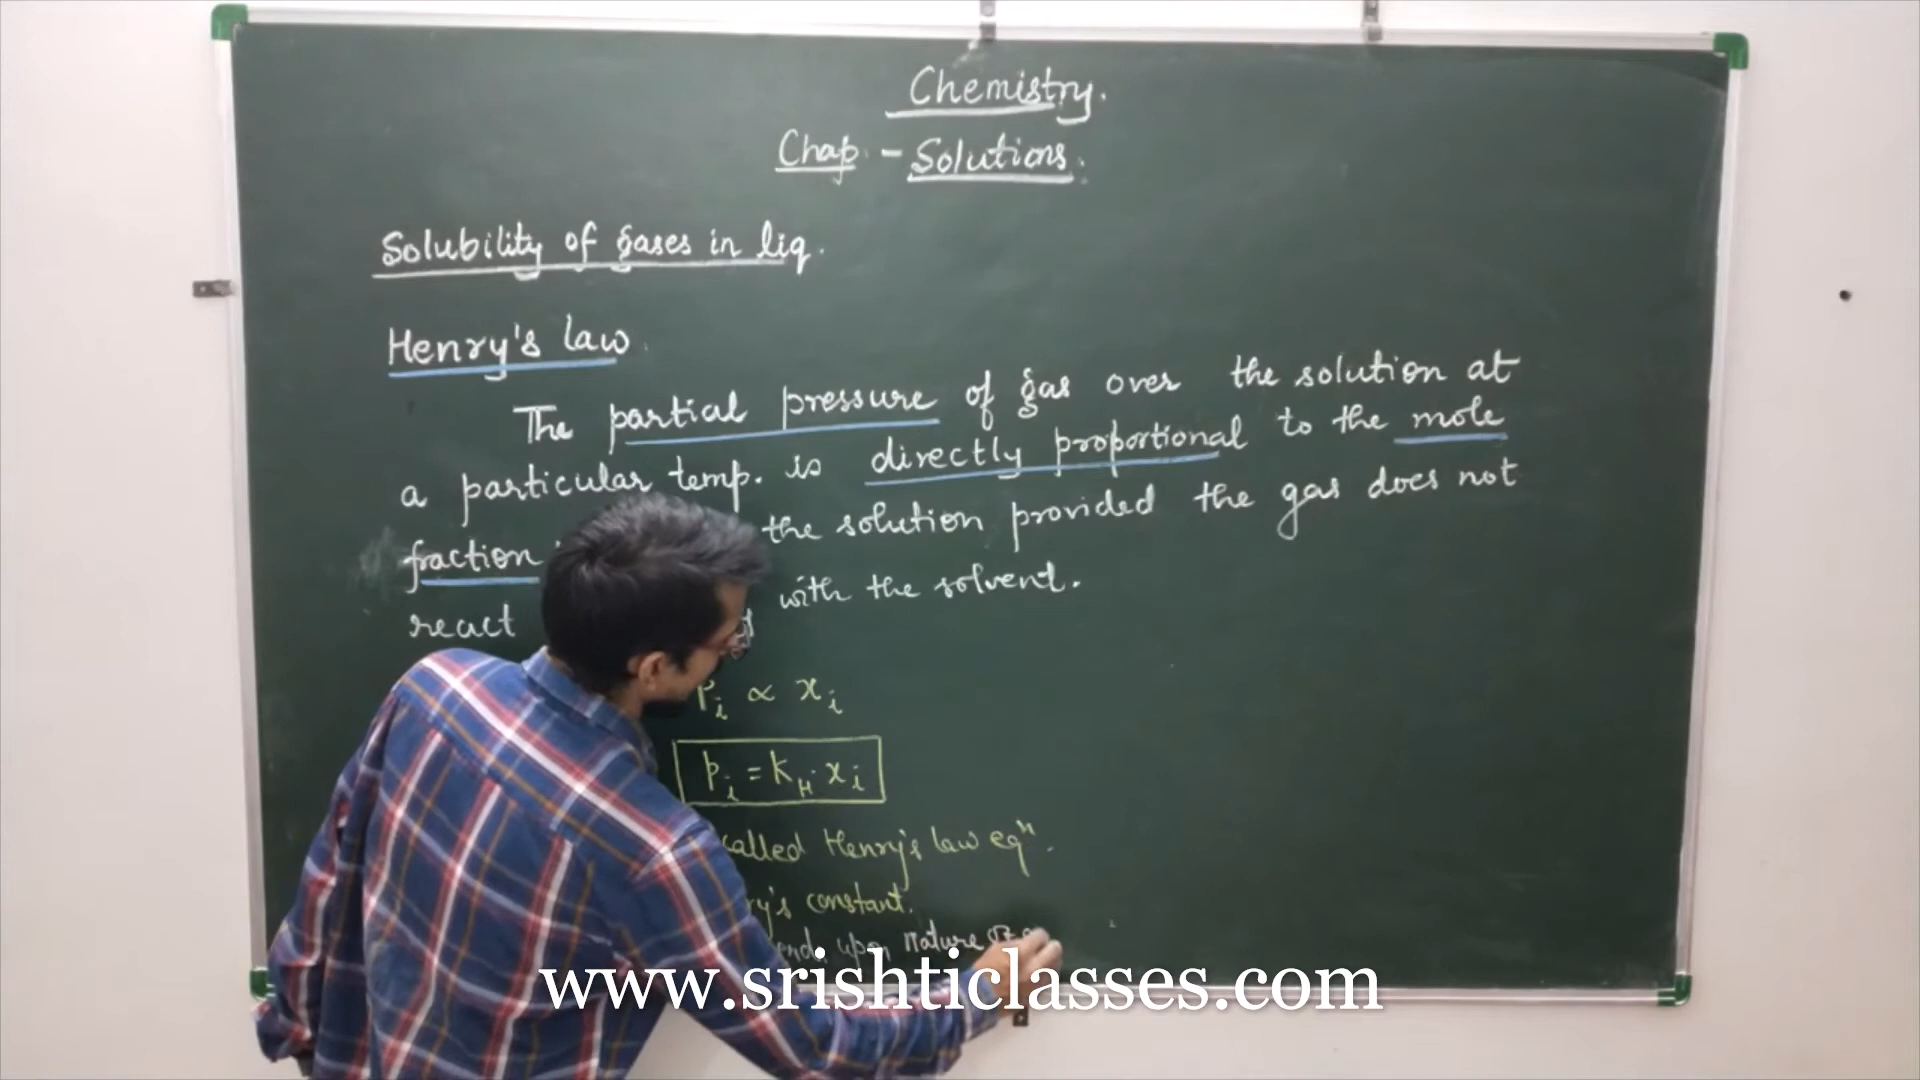 Chemistry.
Chap. - Solutions.
Solubility of gases in liq.
Henry's law.
The partial pressure of gas over the solution at
a particular temp. is directly proportional to the mole
fraction the solution provided the gas does not
react with the solvent.
Pi ∝ xi
Pi = KH xi
called Henry's law eqn.
constant.
upon nature of
www.srishticlasses.com